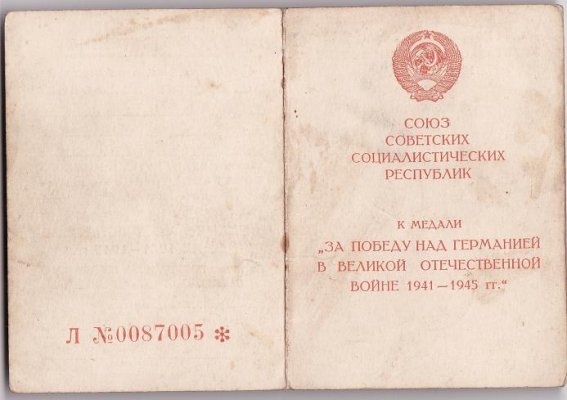 Л №0087005 *
СОЮЗ
СОВЕТСКИХ
СОЦИАЛИСТИЧЕСКИХ
РЕСПУБЛИК
К МЕДАЛИ
„ЗА ПОБЕДУ НАД ГЕРМАНИЕЙ
В ВЕЛИКОЙ ОТЕЧЕСТВЕННОЙ
ВОЙНЕ 1941—1945 гг.“